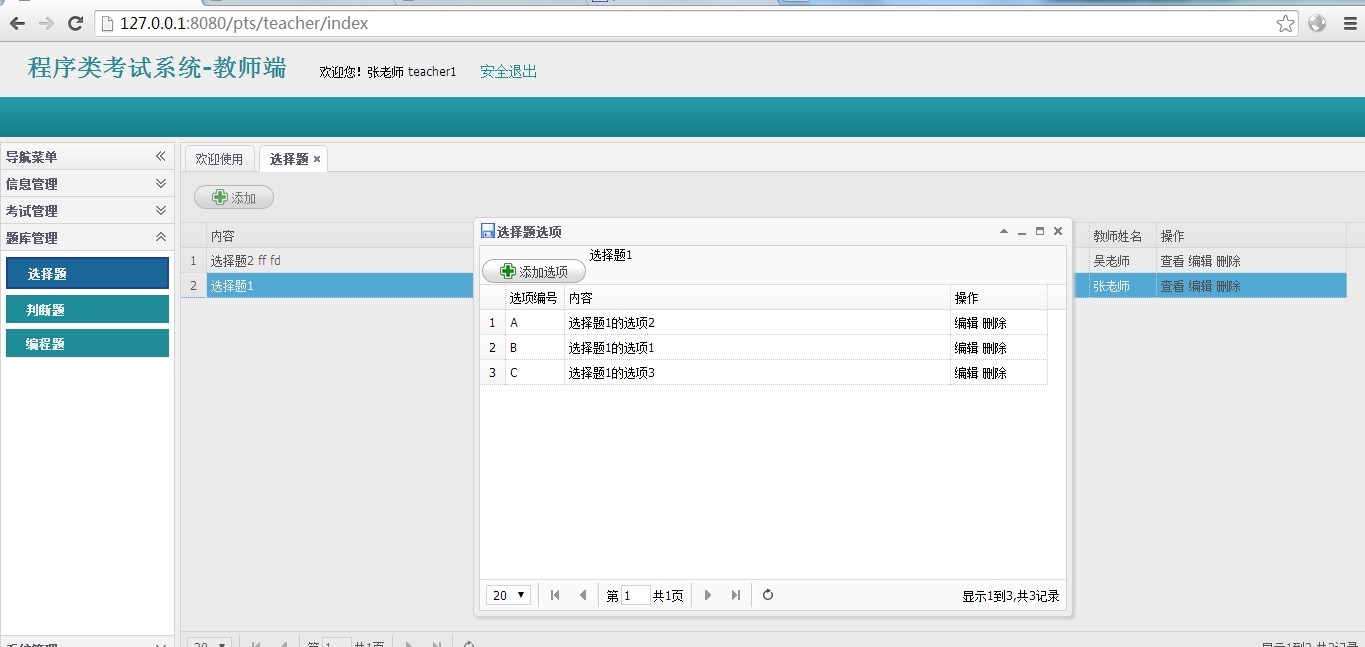 127.0.0.1:8080/pts/teacher/index
程序类考试系统-教师端 欢迎您！张老师 teacher1 安全退出
导航菜单
信息管理
考试管理
题库管理
选择题
判断题
编程题
欢迎使用 选择题
添加
内容 教师姓名 操作
1 选择题2 ff fd 吴老师 查看 编辑 删除
2 选择题1 张老师 查看 编辑 删除
选择题选项
选择题1
添加选项
选项编号 内容 操作
1 A 选择题1的选项2 编辑 删除
2 B 选择题1的选项1 编辑 删除
3 C 选择题1的选项3 编辑 删除
20 第 1 共1页 显示1到3,共3记录
20 第 1 共1页